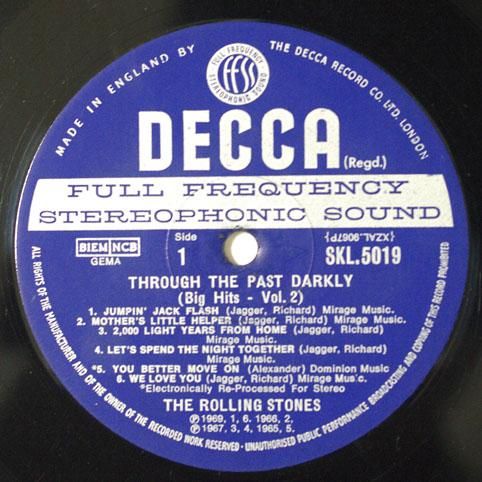 MADE IN ENGLAND BY THE DECCA RECORD CO. LTD. LONDON
FULL FREQUENCY
ffss
STEREOPHONIC SOUND
DECCA (Regd.)
FULL FREQUENCY
STEREOPHONIC SOUND
BIEM NCB
GEMA
Side
1
{XZAL.9067P}
SKL.5019
THROUGH THE PAST DARKLY
(Big Hits - Vol. 2)
1. JUMPIN' JACK FLASH (Jagger, Richard) Mirage Music.
2. MOTHER'S LITTLE HELPER (Jagger, Richard) Mirage Music.
3. 2,000 LIGHT YEARS FROM HOME (Jagger, Richard)
Mirage Music.
4. LET'S SPEND THE NIGHT TOGETHER (Jagger, Richard)
Mirage Music.
*5. YOU BETTER MOVE ON (Alexander) Dominion Music
6. WE LOVE YOU (Jagger, Richard) Mirage Music.
*Electronically Re-Processed For Stereo
THE ROLLING STONES
℗1969, 1, 6. 1966, 2,
℗1967, 3, 4, 1965, 5.
ALL RIGHTS OF THE MANUFACTURER AND OF THE OWNER OF THE RECORDED WORK RESERVED · UNAUTHORISED PUBLIC PERFORMANCE BROADCASTING AND COPYING OF THIS RECORD PROHIBITED